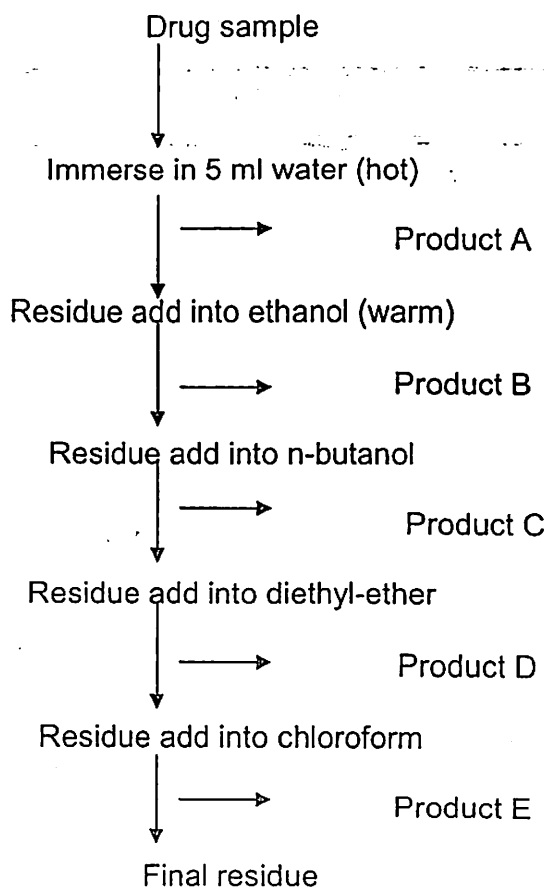 Drug sample
Immerse in 5 ml water (hot)
Product A
Residue add into ethanol (warm)
Product B
Residue add into n-butanol
Product C
Residue add into diethyl-ether
Product D
Residue add into chloroform
Product E
Final residue